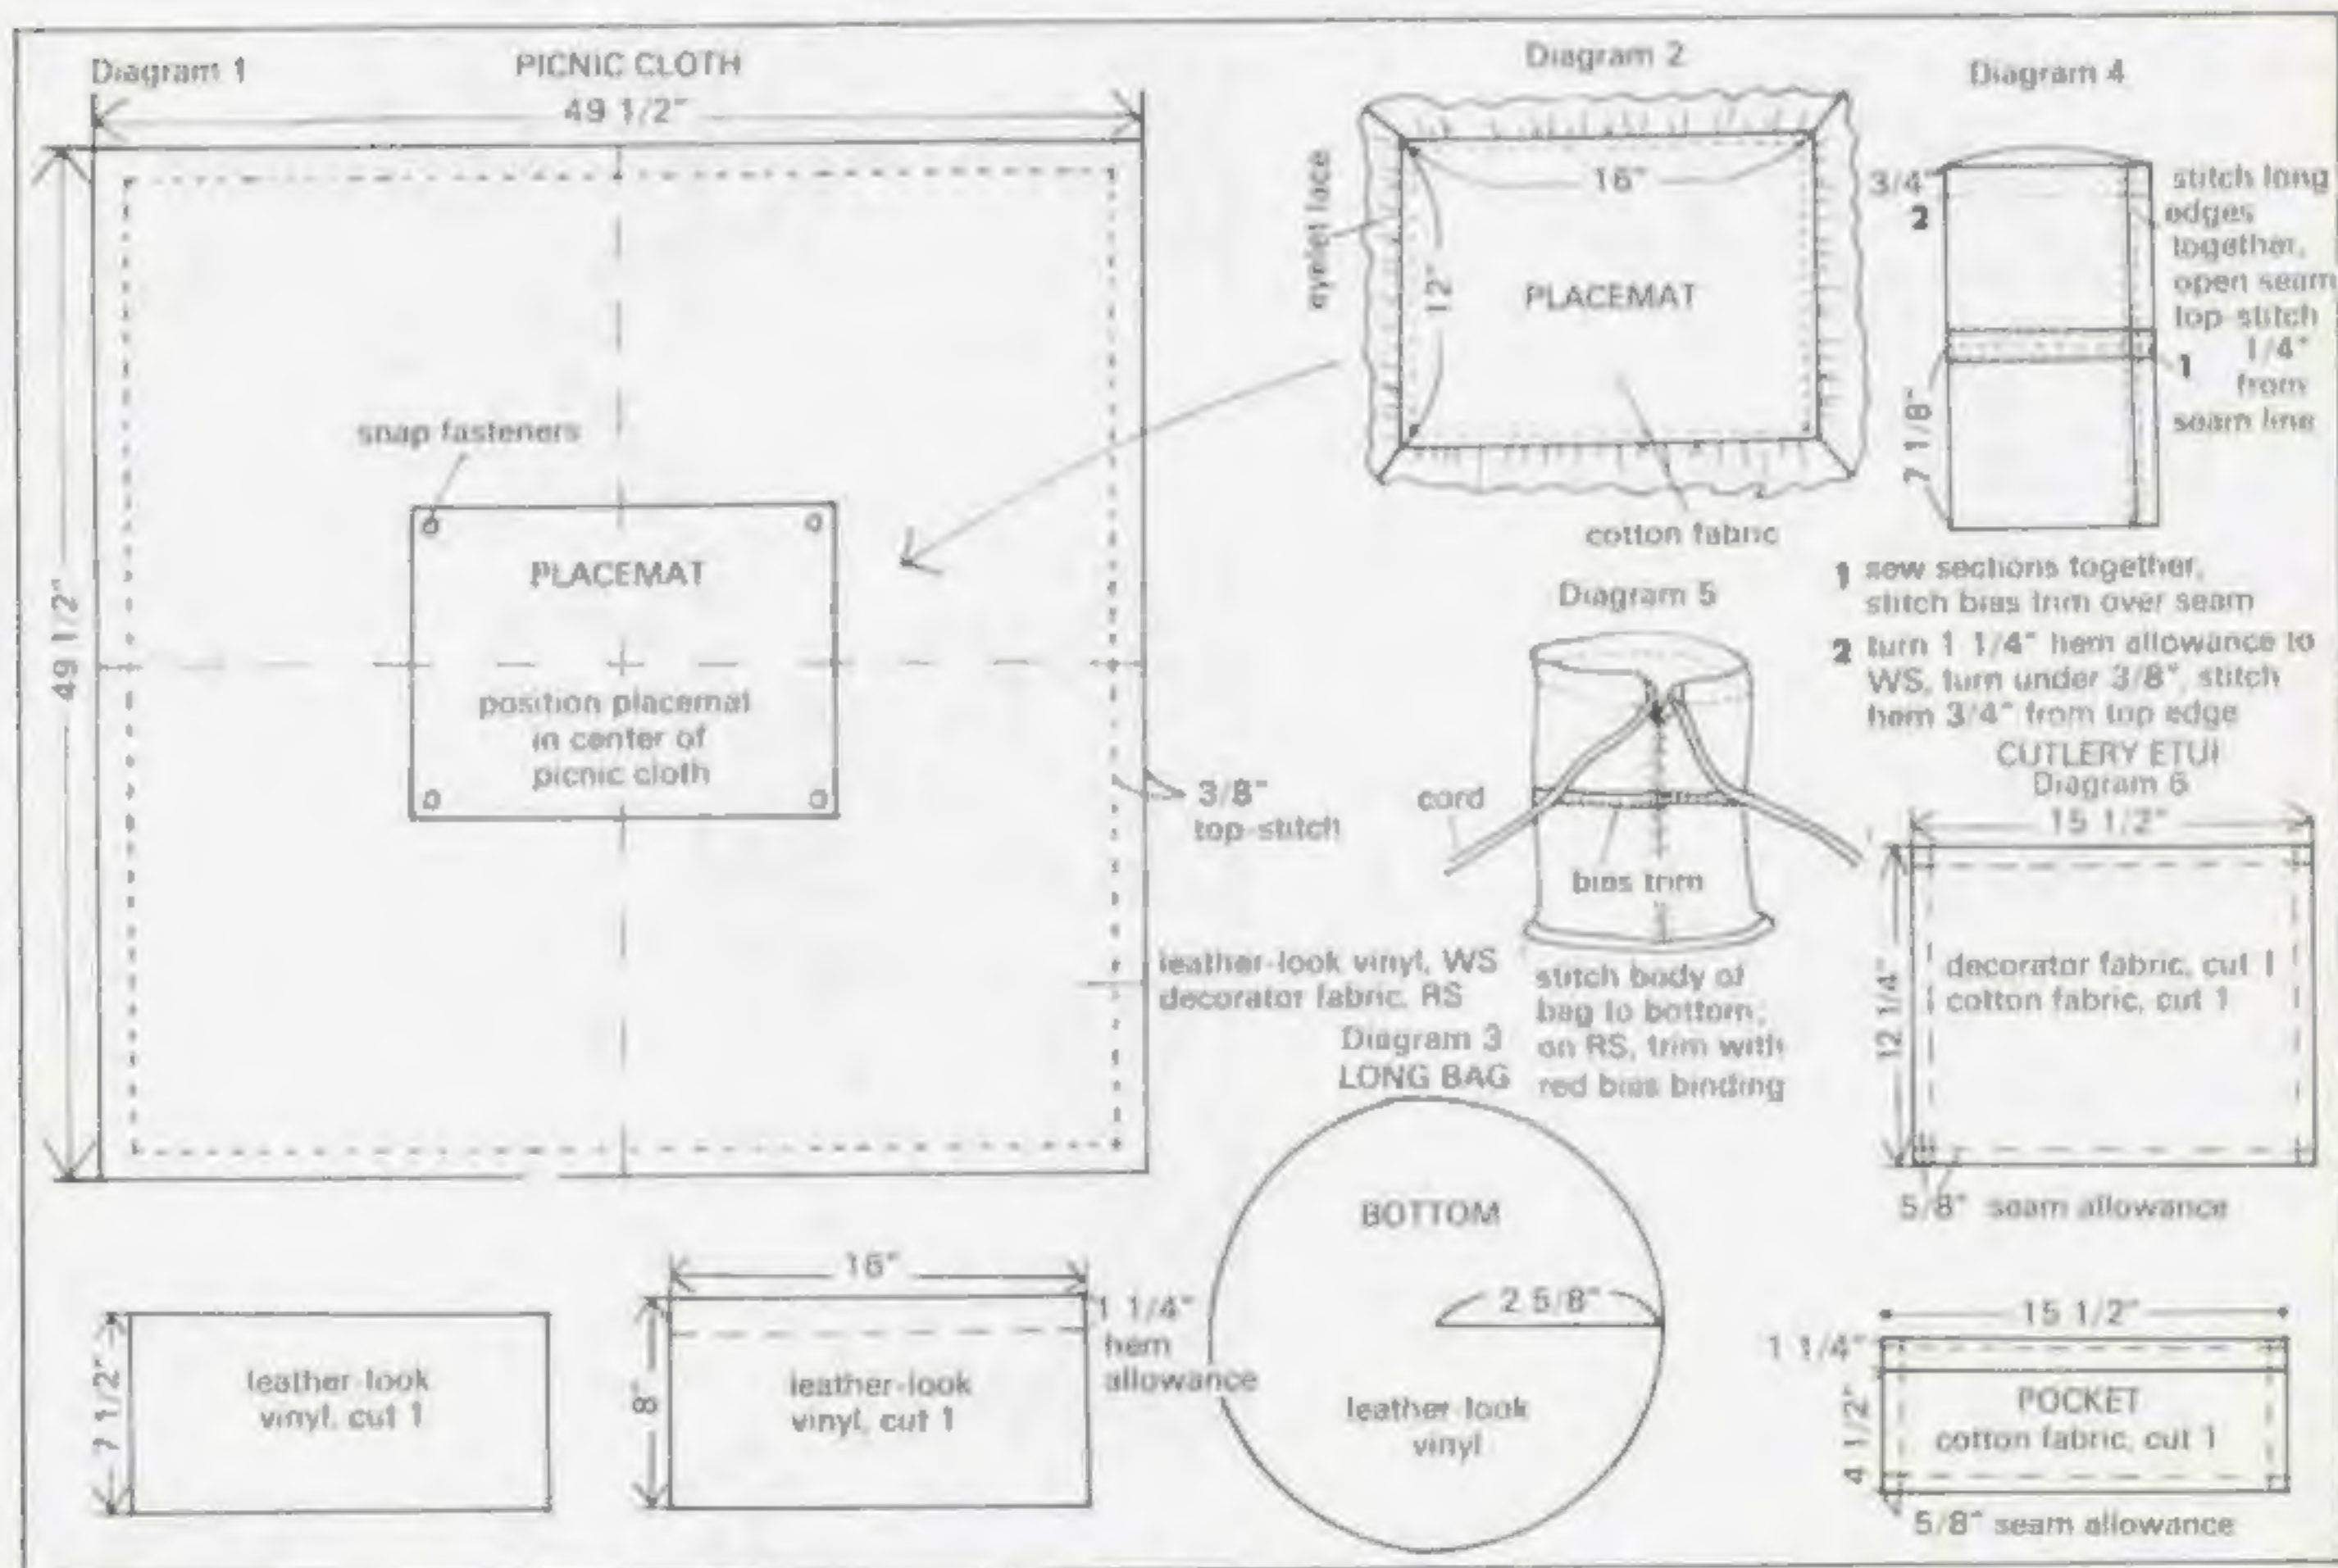 Diagram 1
PICNIC CLOTH
49 1/2"
49 1/2"
snap fasteners
PLACEMAT
position placemat
in center of
picnic cloth
3/8"
top-stitch
leather-look vinyl, WS
decorator fabric, RS
Diagram 2
eyelet lace
16"
12"
PLACEMAT
cotton fabric
Diagram 4
3/4"
2
stitch long
edges
together,
open seam
top-stitch
1/4"
from
seam line
1
7 1/8"
1 sew sections together,
stitch bias trim over seam
2 turn 1 1/4" hem allowance to
WS, turn under 3/8", stitch
hem 3/4" from top edge
Diagram 5
cord
bias trim
stitch body of
bag to bottom,
on RS, trim with
red bias binding
CUTLERY ETUI
Diagram 6
15 1/2"
12 1/4"
decorator fabric, cut 1
cotton fabric, cut 1
5/8" seam allowance
Diagram 3
LONG BAG
7 1/2"
leather-look
vinyl, cut 1
16"
8"
1 1/4"
hem
allowance
leather-look
vinyl, cut 1
BOTTOM
2 5/8"
leather-look
vinyl
15 1/2"
1 1/4"
4 1/2"
POCKET
cotton fabric, cut 1
5/8" seam allowance